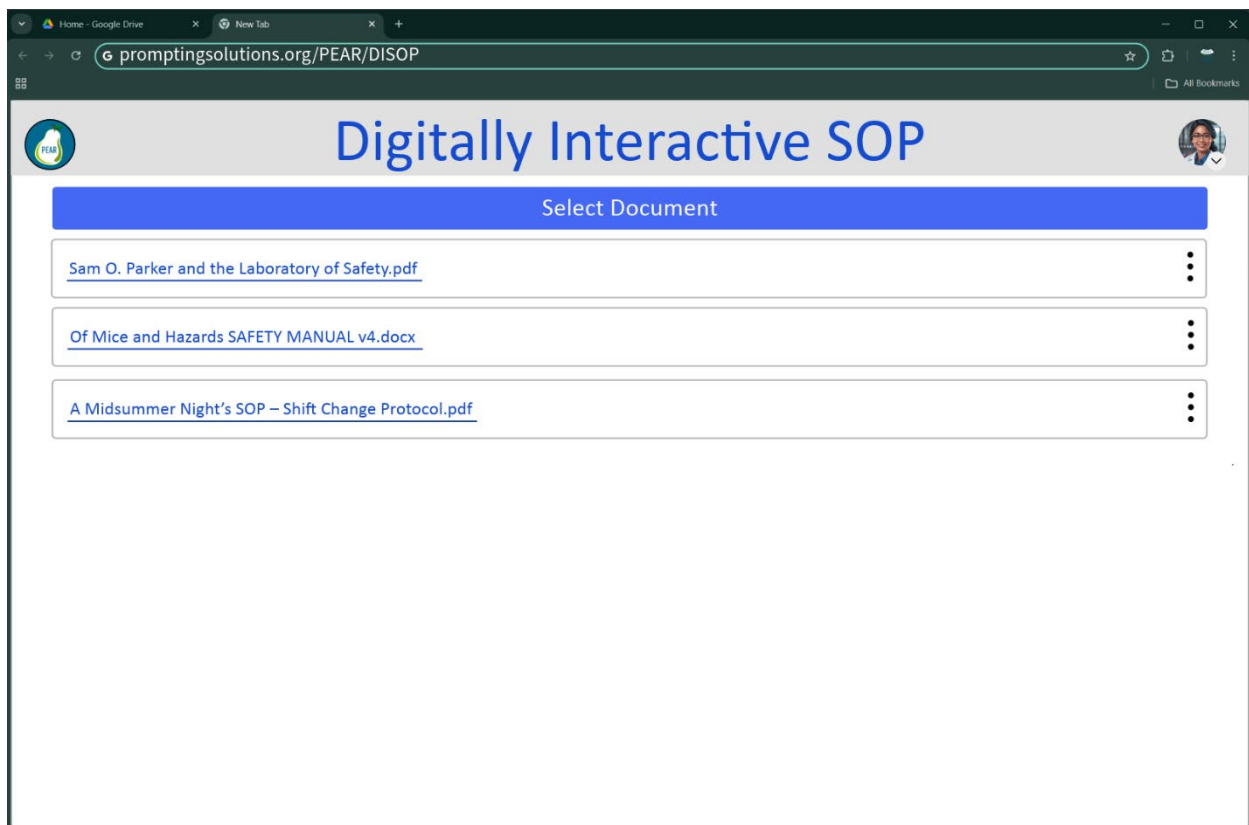 Home - Google Drive
New Tab
promptingsolutions.org/PEAR/DISOP
All Bookmarks
PEAR
Digitally Interactive SOP
Select Document
Sam O. Parker and the Laboratory of Safety.pdf
Of Mice and Hazards SAFETY MANUAL v4.docx
A Midsummer Night’s SOP – Shift Change Protocol.pdf